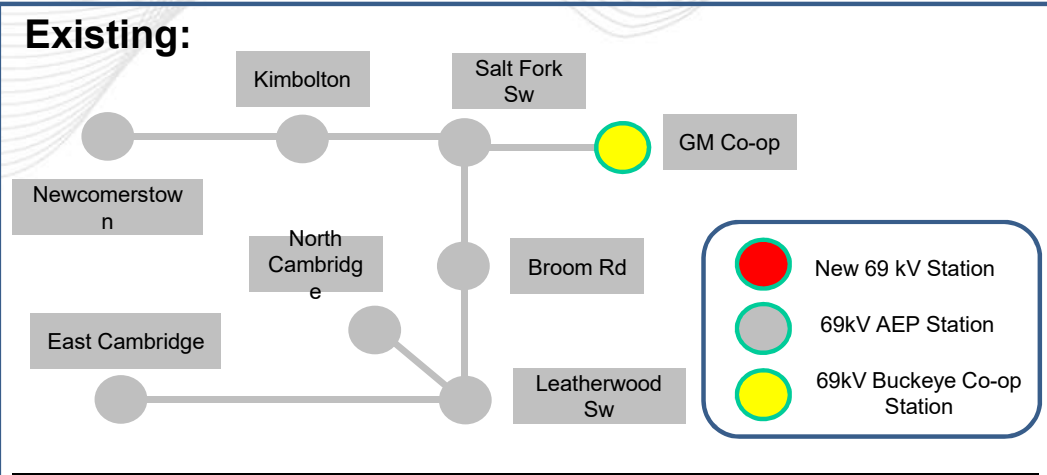 Existing:
Kimbolton
Salt Fork
Sw
GM Co-op
Newcomerstow
n
North
Cambridg
e
Broom Rd
East Cambridge
Leatherwood
Sw
New 69 kV Station
69kV AEP Station
69kV Buckeye Co-op
Station